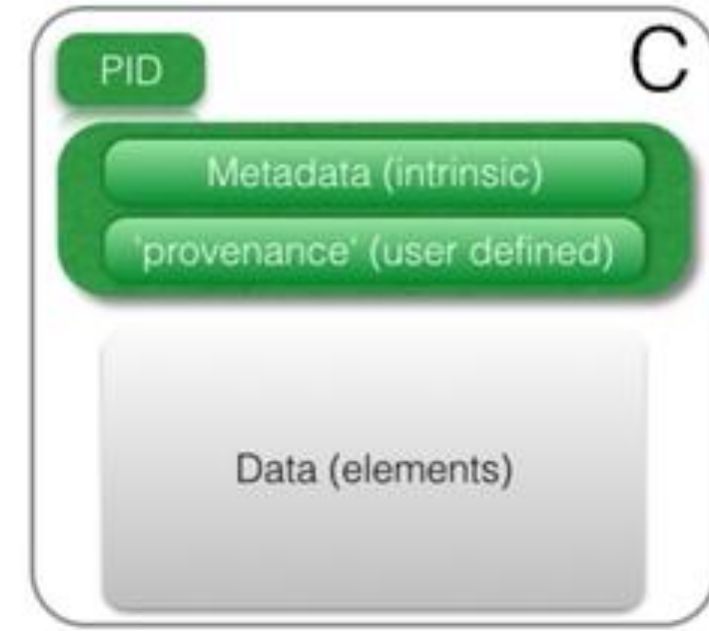 PID
C
Metadata (intrinsic)
'provenance' (user defined)
Data (elements)